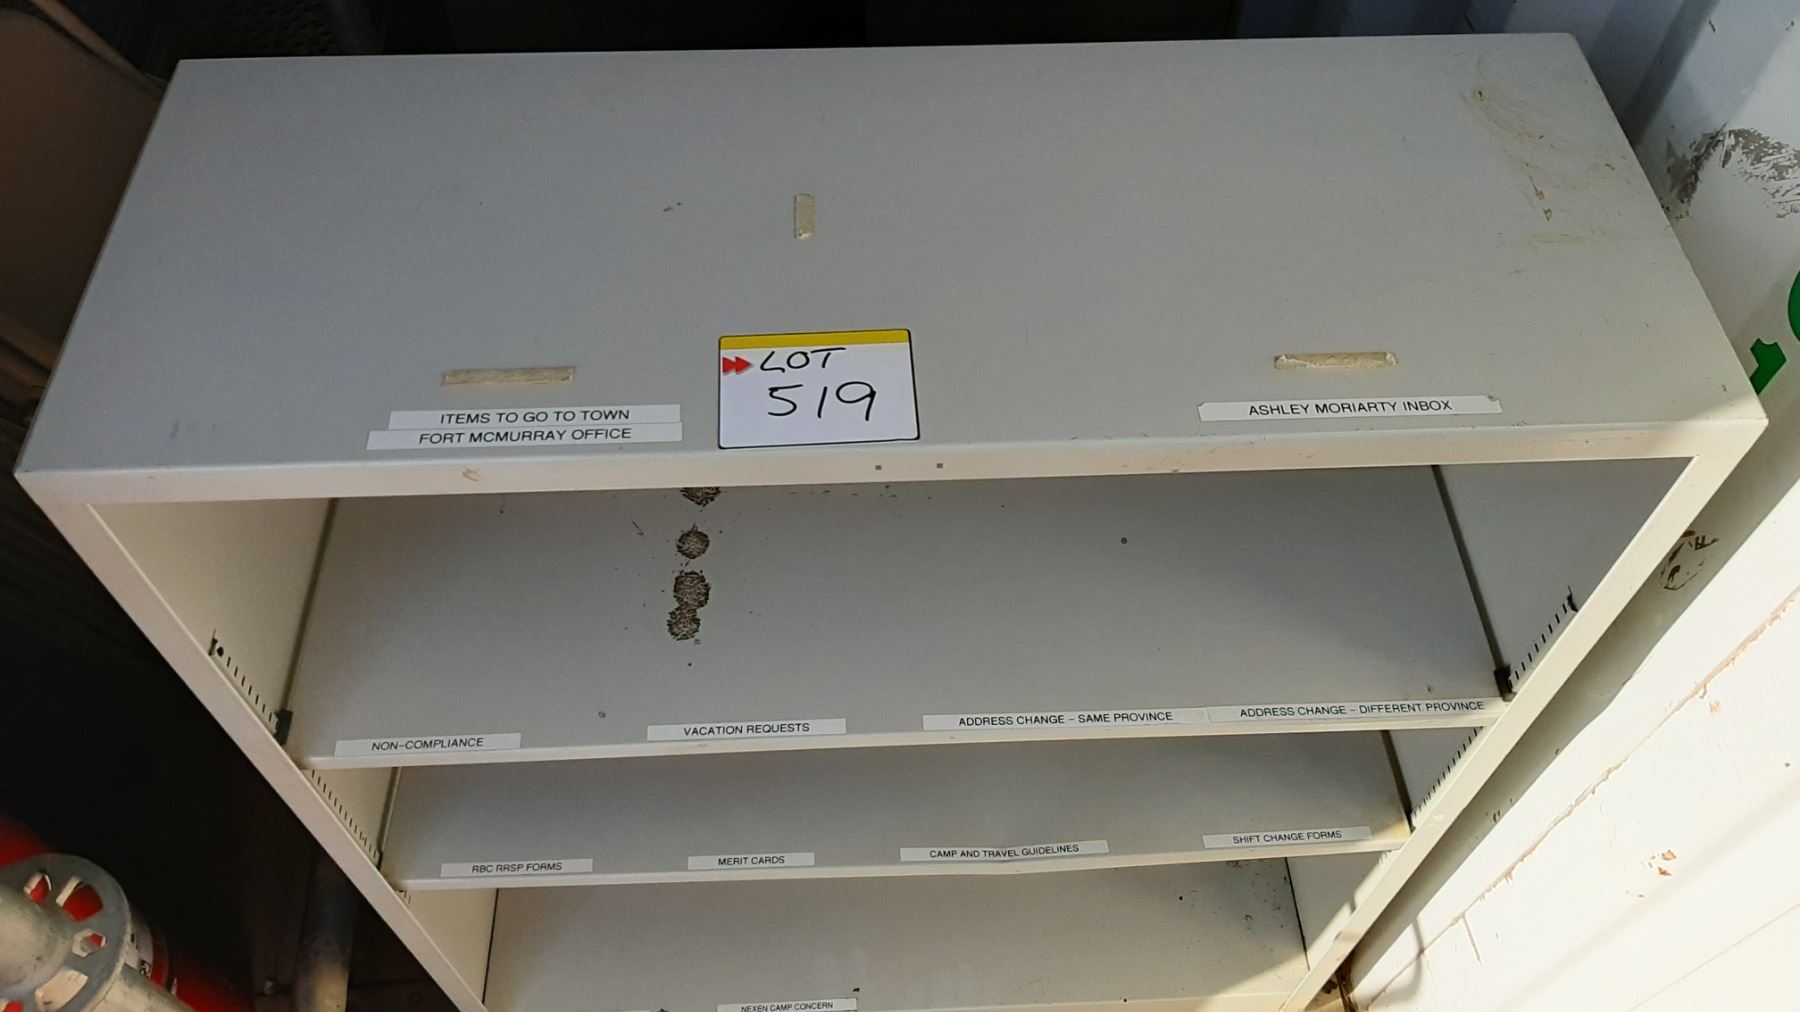 LOT
519
ITEMS TO GO TO TOWN
FORT MCMURRAY OFFICE
ASHLEY MORIARTY INBOX
NON-COMPLIANCE
VACATION REQUESTS
ADDRESS CHANGE - SAME PROVINCE
ADDRESS CHANGE - DIFFERENT PROVINCE
RBC RRSP FORMS
MERIT CARDS
CAMP AND TRAVEL GUIDELINES
SHIFT CHANGE FORMS
NEXEN CAMP CONCERN